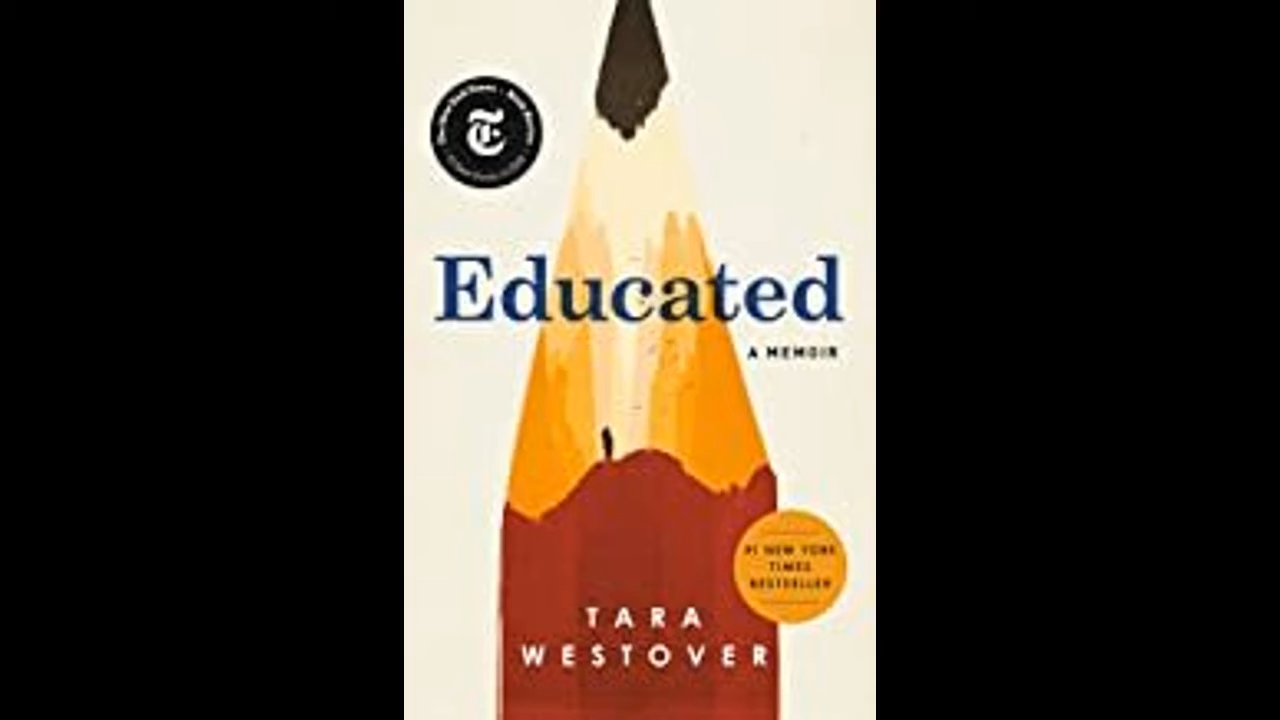 T
Educated
A MEMOIR
#1 NEW YORK
TIMES
BESTSELLER
TARA
WESTOVER